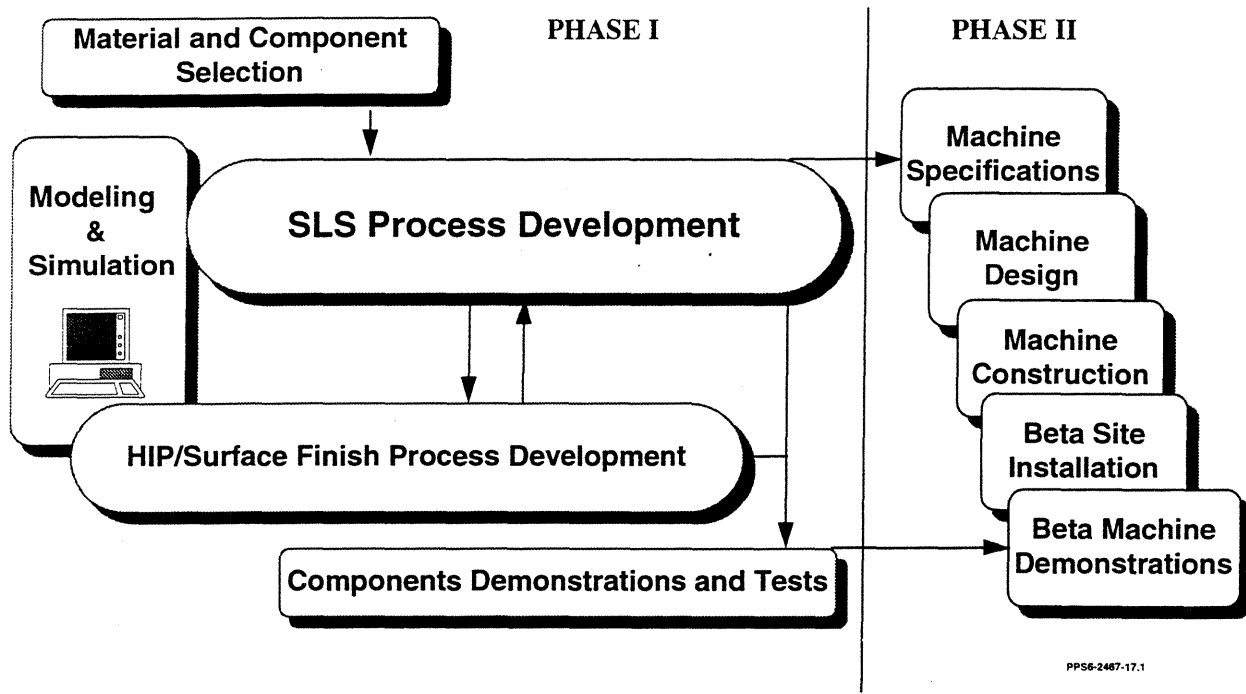 PHASE I
PHASE II
Material and Component
Selection
Modeling
&
Simulation
SLS Process Development
HIP/Surface Finish Process Development
Components Demonstrations and Tests
Machine
Specifications
Machine
Design
Machine
Construction
Beta Site
Installation
Beta Machine
Demonstrations
PPS6-2467-17.1